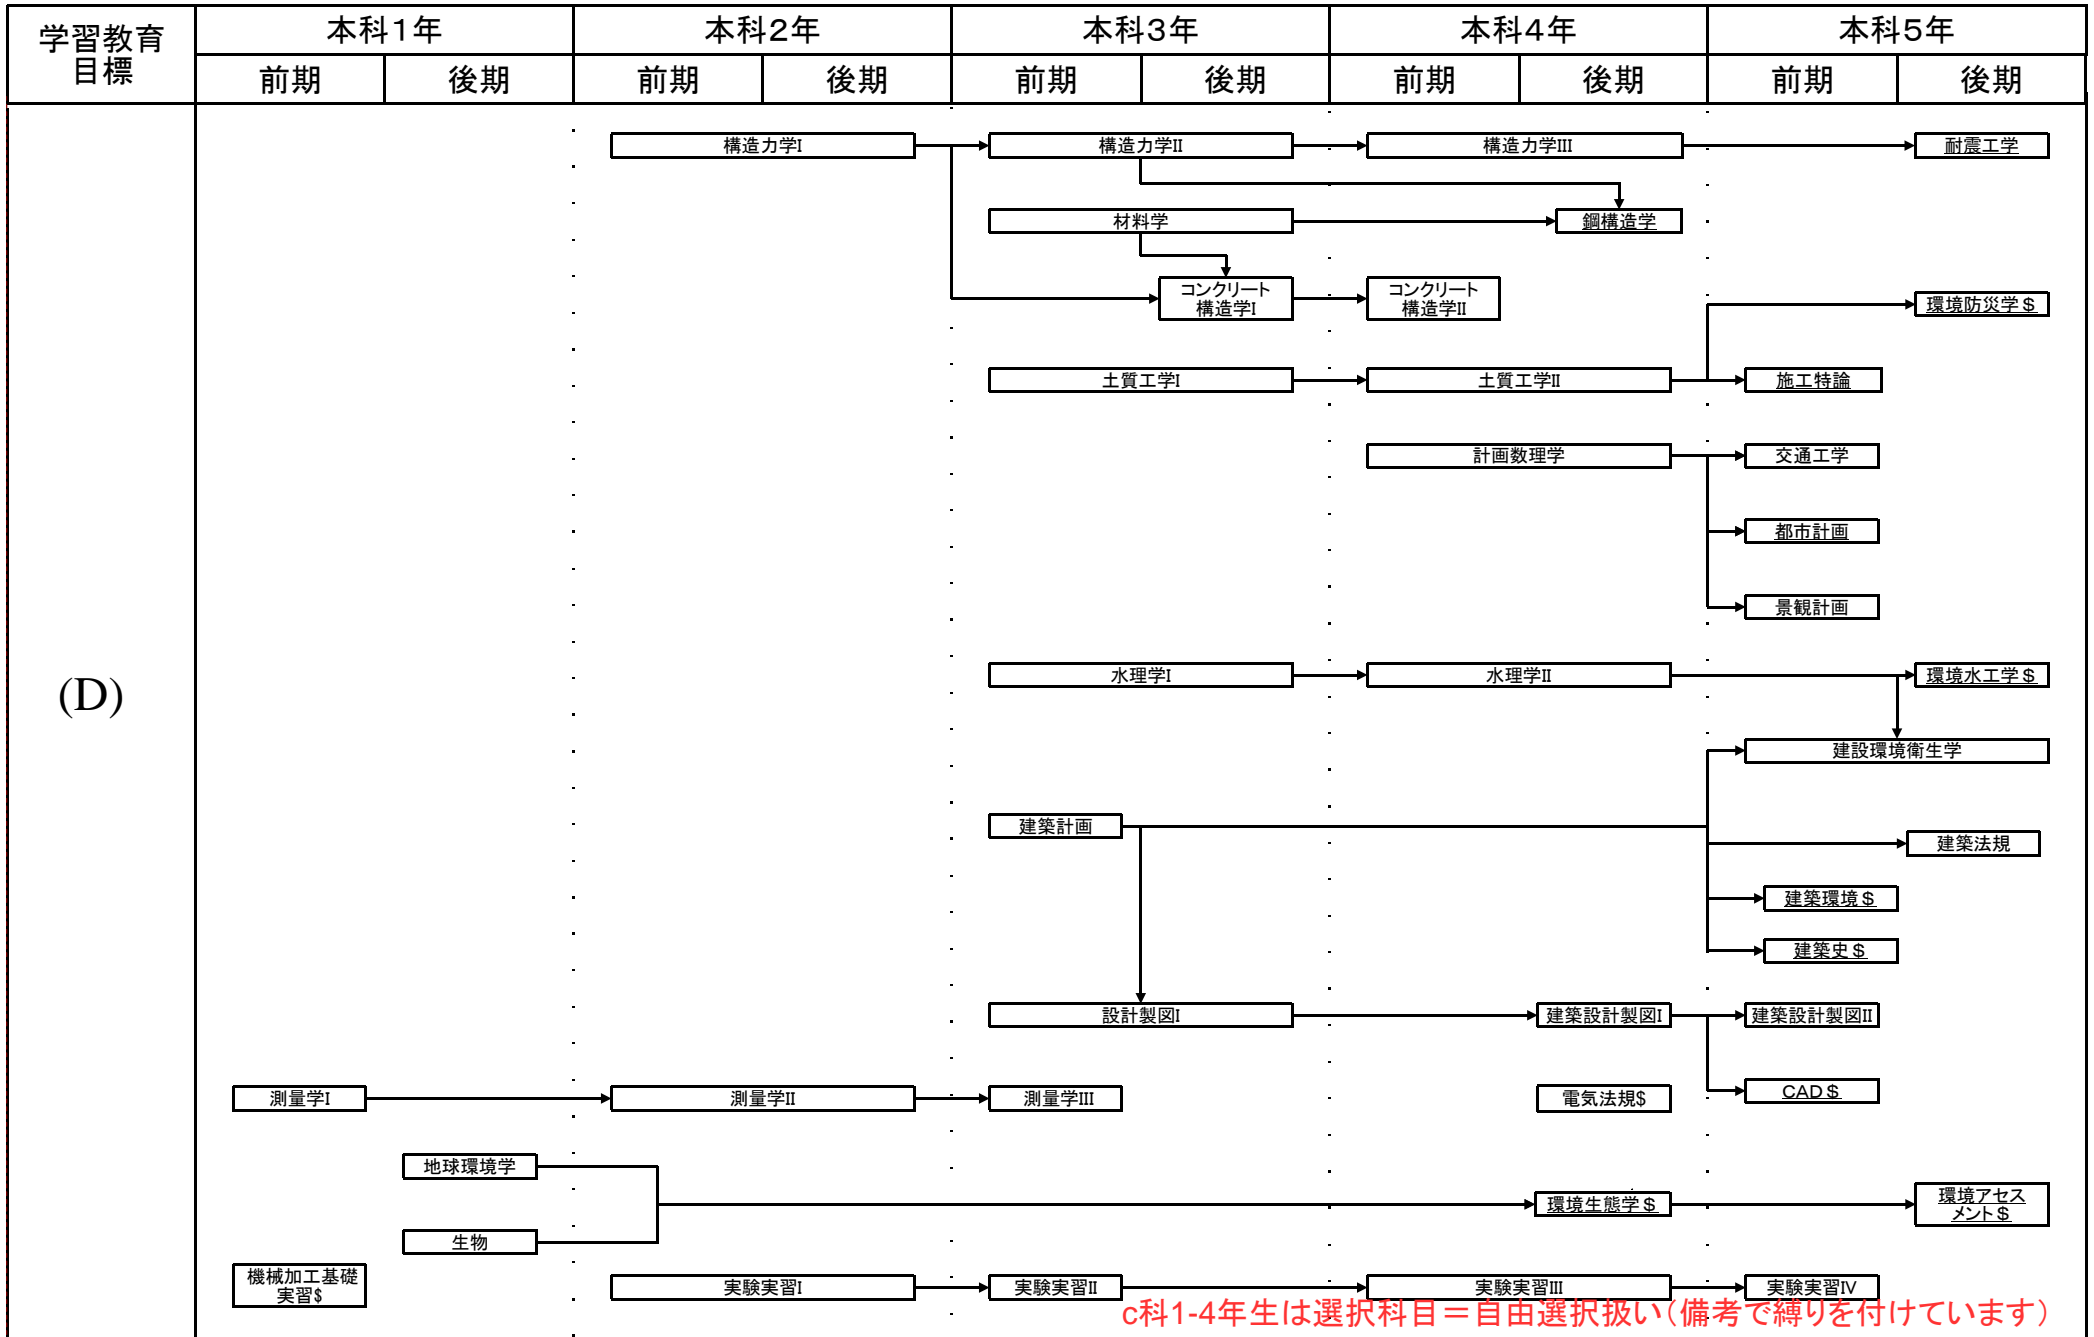 学習教育
目標
本科1年
本科2年
本科3年
本科4年
本科5年
前期
後期
前期
後期
前期
後期
前期
後期
前期
後期
(D)
構造力学I
構造力学II
構造力学III
耐震工学
材料学
鋼構造学
コンクリート
構造学I
コンクリート
構造学II
環境防災学$
土質工学I
土質工学II
施工特論
計画数理学
交通工学
都市計画
景観計画
水理学I
水理学II
環境水工学$
建設環境衛生学
建築計画
建築法規
建築環境$
建築史$
設計製図I
建築設計製図I
建築設計製図II
測量学I
測量学II
測量学III
電気法規$
CAD$
地球環境学
環境生態学$
環境アセス
メント$
生物
機械加工基礎
実習$
実験実習I
実験実習II
実験実習III
実験実習IV
c科1-4年生は選択科目＝自由選択扱い（備考で縛りを付けています）